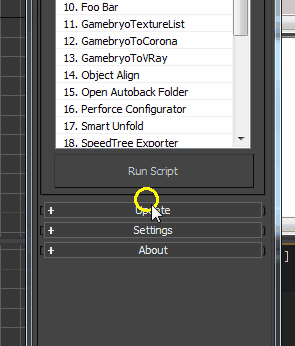 10. Foo Bar
11. GamebryoTextureList
12. GamebryoToCorona
13. GamebryoToVRay
14. Object Align
15. Open Autoback Folder
16. Perforce Configurator
17. Smart Unfold
18. SpeedTree Exporter
Run Script
+ Update
+ Settings
+ About
]